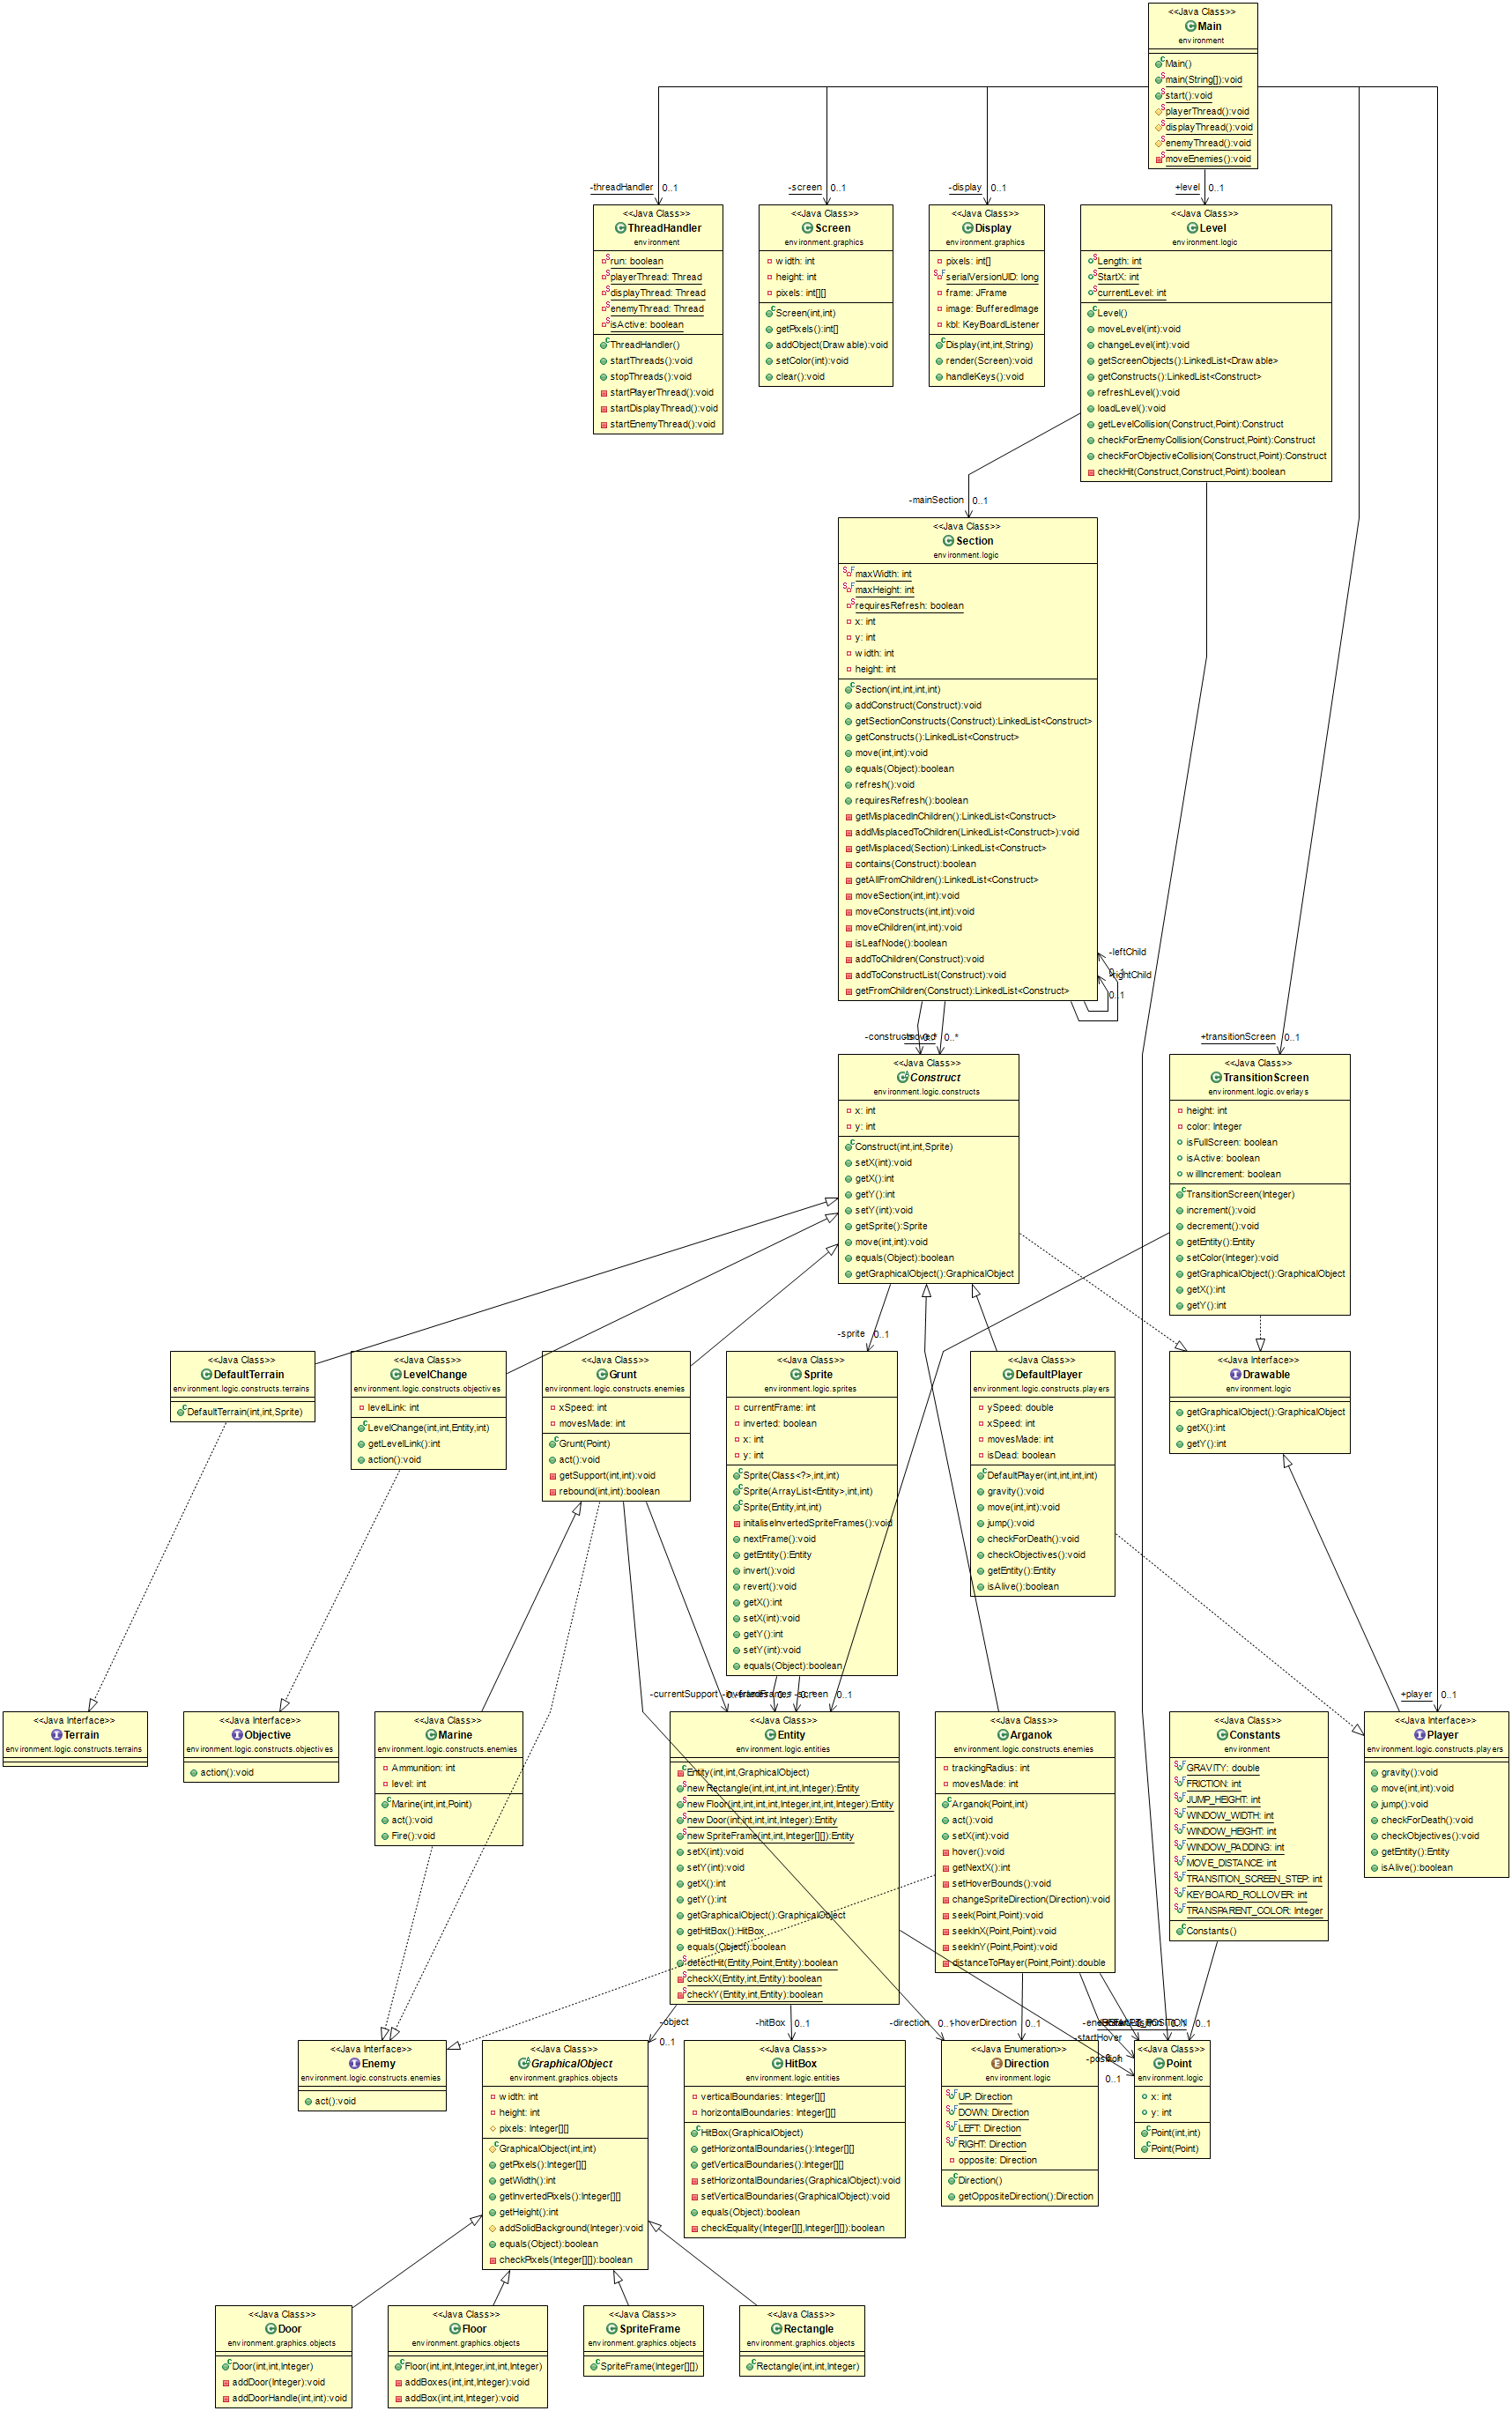 <<Java Class>>
Main
environment
Main()
main(String[]):void
start():void
playerThread():void
displayThread():void
enemyThread():void
moveEnemies():void
-threadHandler 0..1
-screen 0..1
-display 0..1
+level 0..1
<<Java Class>>
ThreadHandler
environment
run: boolean
playerThread: Thread
displayThread: Thread
enemyThread: Thread
isActive: boolean
ThreadHandler()
startThreads():void
stopThreads():void
startPlayerThread():void
startDisplayThread():void
startEnemyThread():void
<<Java Class>>
Screen
environment.graphics
width: int
height: int
pixels: int[][]
Screen(int,int)
getPixels():int[]
addObject(Drawable):void
setColor(int):void
clear():void
<<Java Class>>
Display
environment.graphics
pixels: int[]
serialVersionUID: long
frame: JFrame
image: BufferedImage
kbl: KeyBoardListener
Display(int,int,String)
render(Screen):void
handleKeys():void
<<Java Class>>
Level
environment.logic
Length: int
StartX: int
currentLevel: int
Level()
moveLevel(int):void
changeLevel(int):void
getScreenObjects():LinkedList<Drawable>
getConstructs():LinkedList<Construct>
refreshLevel():void
loadLevel():void
getLevelCollision(Construct,Point):Construct
checkForEnemyCollision(Construct,Point):Construct
checkForObjectiveCollision(Construct,Point):Construct
checkHit(Construct,Construct,Point):boolean
-mainSection 0..1
<<Java Class>>
Section
environment.logic
maxWidth: int
maxHeight: int
requiresRefresh: boolean
x: int
y: int
width: int
height: int
Section(int,int,int,int)
addConstruct(Construct):void
getSectionConstructs(Construct):LinkedList<Construct>
getConstructs():LinkedList<Construct>
move(int,int):void
equals(Object):boolean
refresh():void
requiresRefresh():boolean
getMisplacedInChildren():LinkedList<Construct>
addMisplacedToChildren(LinkedList<Construct>):void
getMisplaced(Section):LinkedList<Construct>
contains(Construct):boolean
getAllFromChildren():LinkedList<Construct>
moveSection(int,int):void
moveConstructs(int,int):void
moveChildren(int,int):void
isLeafNode():boolean
addToChildren(Construct):void
addToConstructList(Construct):void
getFromChildren(Construct):LinkedList<Construct>
-leftChild
-rightChild
0..1
-constructs 0..*
+transitionScreen 0..1
<<Java Class>>
Construct
environment.logic.constructs
x: int
y: int
Construct(int,int,Sprite)
setX(int):void
getX():int
getY():int
setY(int):void
getSprite():Sprite
move(int,int):void
equals(Object):boolean
getGraphicalObject():GraphicalObject
<<Java Class>>
TransitionScreen
environment.logic.overlays
height: int
color: Integer
isFullScreen: boolean
isActive: boolean
willIncrement: boolean
TransitionScreen(Integer)
increment():void
decrement():void
getEntity():Entity
setColor(Integer):void
getGraphicalObject():GraphicalObject
getX():int
getY():int
-sprite 0..1
<<Java Class>>
DefaultTerrain
environment.logic.constructs.terrains
DefaultTerrain(int,int,Sprite)
<<Java Class>>
LevelChange
environment.logic.constructs.objectives
levelLink: int
LevelChange(int,int,Entity,int)
getLevelLink():int
action():void
<<Java Class>>
Grunt
environment.logic.constructs.enemies
xSpeed: int
movesMade: int
Grunt(Point)
act():void
getSupport(int,int):void
rebound(int,int):boolean
<<Java Class>>
Sprite
environment.logic.sprites
currentFrame: int
inverted: boolean
x: int
y: int
Sprite(Class<?>,int,int)
Sprite(ArrayList<Entity>,int,int)
Sprite(Entity,int,int)
initaliseInvertedSpriteFrames():void
nextFrame():void
getEntity():Entity
invert():void
revert():void
getX():int
setX(int):void
getY():int
setY(int):void
equals(Object):boolean
<<Java Class>>
DefaultPlayer
environment.logic.constructs.players
ySpeed: double
xSpeed: int
movesMade: int
isDead: boolean
DefaultPlayer(int,int,int,int)
gravity():void
move(int,int):void
jump():void
checkForDeath():void
checkObjectives():void
getEntity():Entity
isAlive():boolean
<<Java Interface>>
Drawable
environment.logic
getGraphicalObject():GraphicalObject
getX():int
getY():int
-currentSupport
-screen 0..1
+player 0..1
<<Java Interface>>
Terrain
environment.logic.constructs.terrains
<<Java Interface>>
Objective
environment.logic.constructs.objectives
action():void
<<Java Class>>
Marine
environment.logic.constructs.enemies
Ammunition: int
level: int
Marine(int,int,Point)
act():void
Fire():void
<<Java Class>>
Entity
environment.logic.entities
Entity(int,int,GraphicalObject)
newRectangle(int,int,int,int,Integer):Entity
newFloor(int,int,int,int,Integer,int,int,Integer):Entity
newDoor(int,int,int,int,Integer):Entity
newSpriteFrame(int,int,Integer[][]):Entity
setX(int):void
setY(int):void
getX():int
getY():int
getGraphicalObject():GraphicalObject
getHitBox():HitBox
equals(Object):boolean
detectHit(Entity,Point,Entity):boolean
checkX(Entity,int,Entity):boolean
checkY(Entity,int,Entity):boolean
<<Java Class>>
Arganok
environment.logic.constructs.enemies
trackingRadius: int
movesMade: int
Arganok(Point,int)
act():void
setX(int):void
hover():void
getNextX():int
setHoverBounds():void
changeSpriteDirection(Direction):void
seek(Point,Point):void
seekInX(Point,Point):void
seekInY(Point,Point):void
distanceToPlayer(Point,Point):double
<<Java Class>>
Constants
environment
GRAVITY: double
FRICTION: int
JUMP_HEIGHT: int
WINDOW_WIDTH: int
WINDOW_HEIGHT: int
WINDOW_PADDING: int
MOVE_DISTANCE: int
TRANSITION_SCREEN_STEP: int
KEYBOARD_ROLLOVER: int
TRANSPARENT_COLOR: Integer
Constants()
<<Java Interface>>
Player
environment.logic.constructs.players
gravity():void
move(int,int):void
jump():void
checkForDeath():void
checkObjectives():void
getEntity():Entity
isAlive():boolean
-object
0..1
-hitBox 0..1
-direction 0..1
-hoverDirection 0..1
-startHover
-position
0..1
0..1
<<Java Interface>>
Enemy
environment.logic.constructs.enemies
act():void
<<Java Class>>
GraphicalObject
environment.graphics.objects
width: int
height: int
pixels: Integer[][]
GraphicalObject(int,int)
getPixels():Integer[][]
getWidth():int
getInvertedPixels():Integer[][]
getHeight():int
addSolidBackground(Integer):void
equals(Object):boolean
checkPixels(Integer[][]):boolean
<<Java Class>>
HitBox
environment.logic.entities
verticalBoundaries: Integer[][]
horizontalBoundaries: Integer[][]
HitBox(GraphicalObject)
getHorizontalBoundaries():Integer[][]
getVerticalBoundaries():Integer[][]
setHorizontalBoundaries(GraphicalObject):void
setVerticalBoundaries(GraphicalObject):void
equals(Object):boolean
checkEquality(Integer[][],Integer[][]):boolean
<<Java Enumeration>>
Direction
environment.logic
UP: Direction
DOWN: Direction
LEFT: Direction
RIGHT: Direction
opposite: Direction
Direction()
getOppositeDirection():Direction
<<Java Class>>
Point
environment.logic
x: int
y: int
Point(int,int)
Point(Point)
<<Java Class>>
Door
environment.graphics.objects
Door(int,int,Integer)
addDoor(Integer):void
addDoorHandle(int,int):void
<<Java Class>>
Floor
environment.graphics.objects
Floor(int,int,Integer,int,int,Integer)
addBoxes(int,int,Integer):void
addBox(int,int,Integer):void
<<Java Class>>
SpriteFrame
environment.graphics.objects
SpriteFrame(Integer[][])
<<Java Class>>
Rectangle
environment.graphics.objects
Rectangle(int,int,Integer)